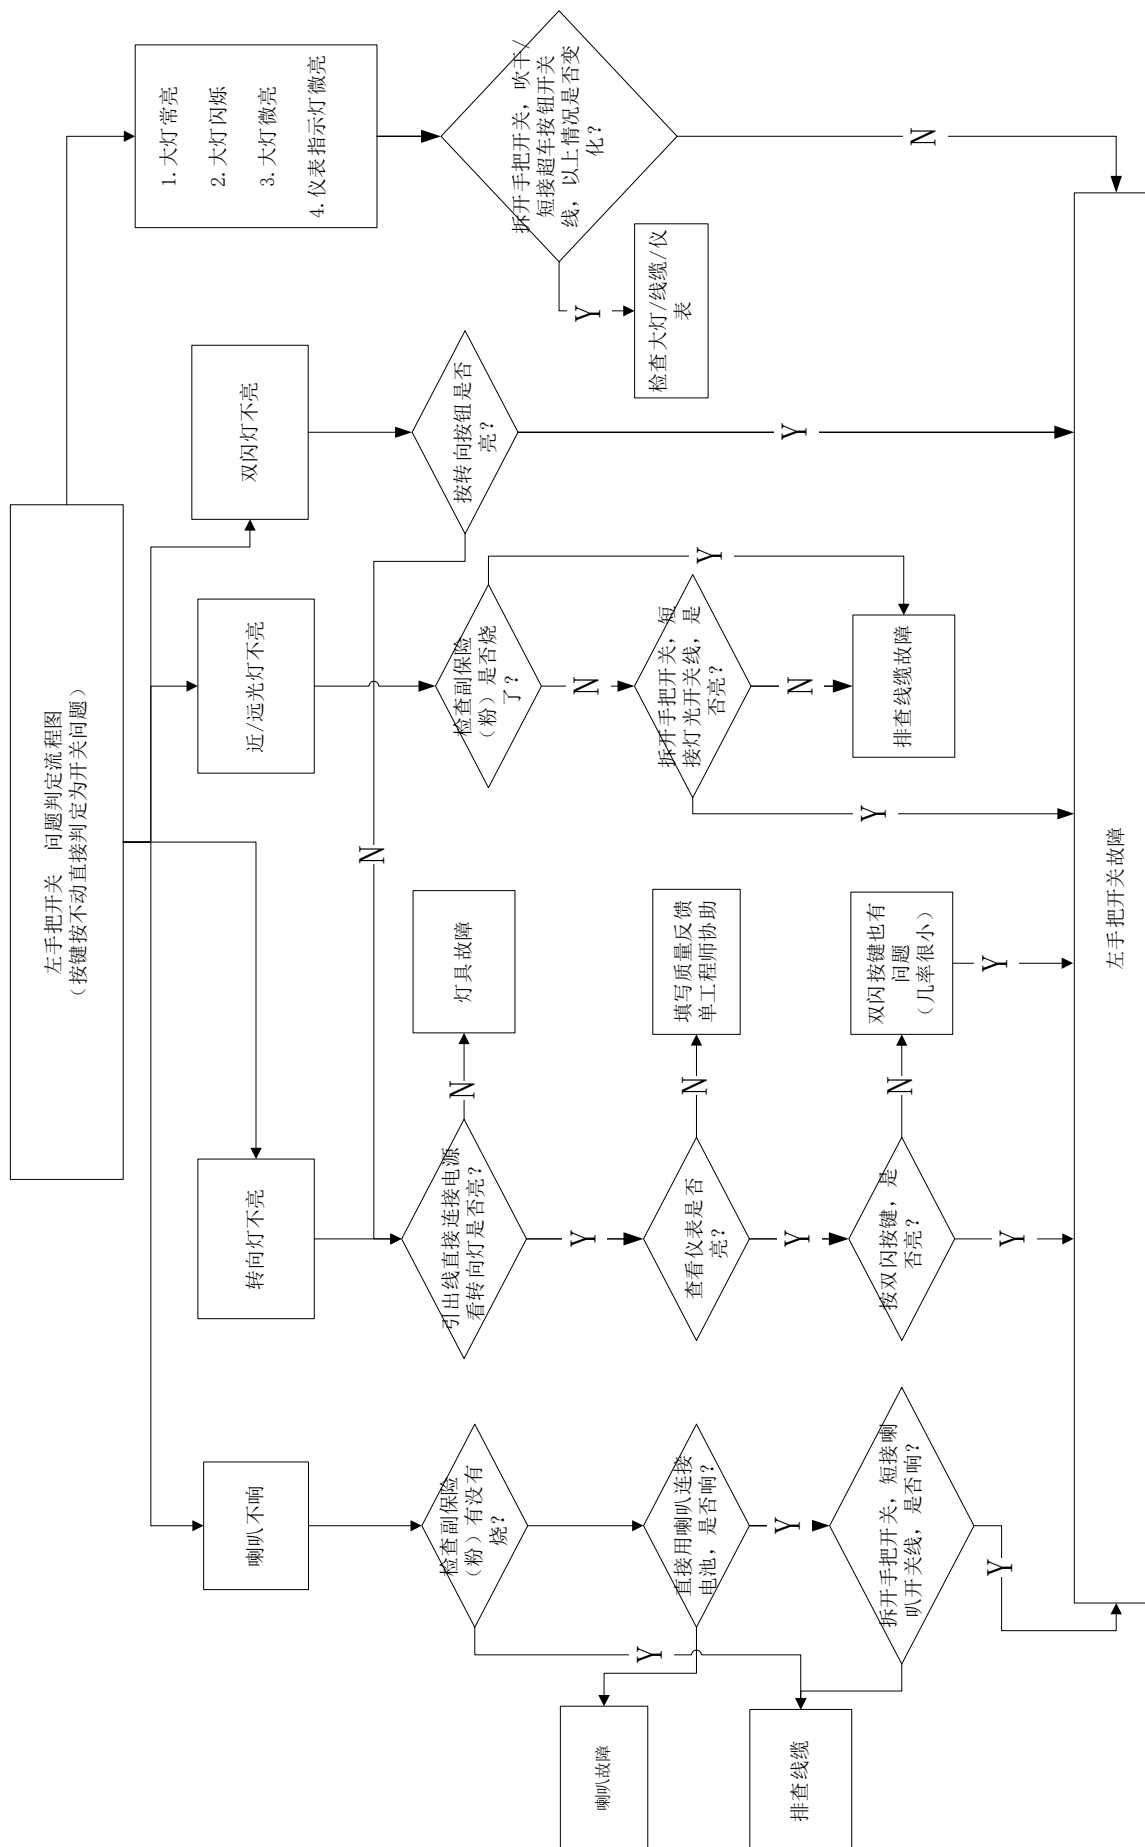 左手把开关 问题判定流程图
（按键按不动直接判定为开关问题）
喇叭不响
转向灯不亮
近/远光灯不亮
双闪灯不亮
1.大灯常亮
2.大灯闪烁
3.大灯微亮
4.仪表指示灯微亮
检查副保险
（粉）有没有
烧？
引出线直接连接电源
看转向灯是否亮？
N
灯具故障
N
检查副保险
（粉）是否烧
了？
按转向按钮是否
亮？
拆开手把开关，吹干/
短接超车按钮开关
线，以上情况是否变
化？
喇叭故障
Y
直接用喇叭连接
电池，是否响？
Y
查看仪表是否
亮？
N
填写质量反馈
单工程师协助
N
拆开手把开关，短
接灯光开关线，是
否亮？
Y
Y
检查大灯/线缆/仪
表
排查线缆
Y
拆开手把开关，短接喇
叭开关线，是否响？
Y
按双闪按键，是
否亮？
N
双闪按键也有
问题
（几率很小）
N
排查线缆故障
Y
Y
Y
Y
Y
N
左手把开关故障